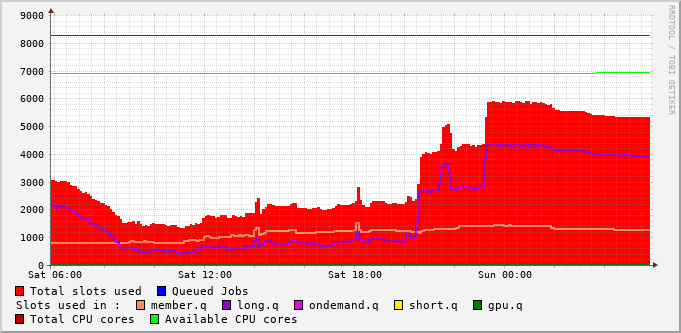 9000
8000
7000
6000
5000
4000
3000
2000
1000
0
Sat 06:00 Sat 12:00 Sat 18:00 Sun 00:00
Total slots used Queued Jobs
Slots used in : member.q long.q ondemand.q short.q gpu.q
Total CPU cores Available CPU cores
RRDTOOL / TOBI OETIKER